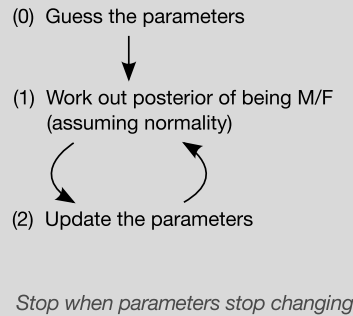 (0) Guess the parameters
(1) Work out posterior of being M/F
(assuming normality)
(2) Update the parameters
Stop when parameters stop changing